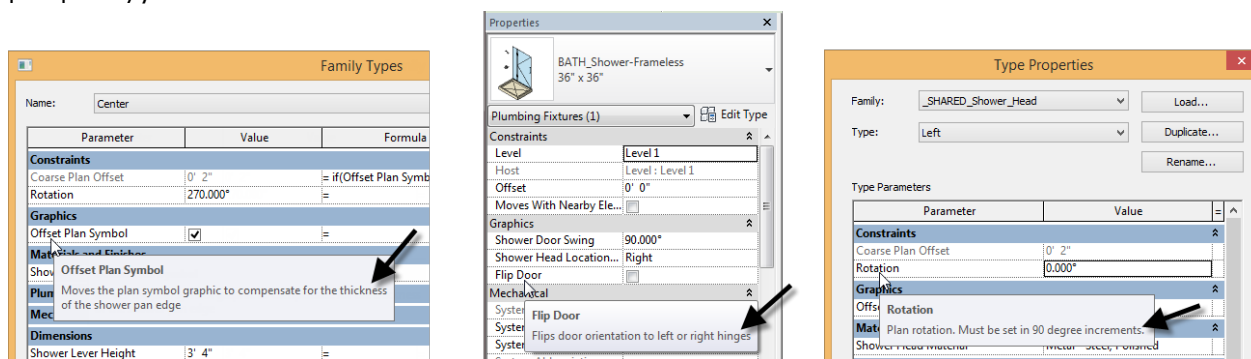 Family Types
Name: Center
Parameter Value Formula
Constraints
Coarse Plan Offset 0' 2" = if(Offset Plan Symb
Rotation 270.000° =
Graphics
Offset Plan Symbol =
Materials and Finishes
Offset Plan Symbol
Moves the plan symbol graphic to compensate for the thickness
of the shower pan edge
Dimensions
Shower Lever Height 3' 4" =
Properties
BATH_Shower-Frameless
36" x 36"
Plumbing Fixtures (1) Edit Type
Constraints
Level Level 1
Host Level : Level 1
Offset 0' 0"
Moves With Nearby Ele...
Graphics
Shower Door Swing 90.000°
Shower Head Location... Right
Flip Door
Mechanical
Flip Door
Flips door orientation to left or right hinges
Type Properties
Family: _SHARED_Shower_Head Load...
Type: Left Duplicate...
Rename...
Type Parameters
Parameter Value =
Constraints
Coarse Plan Offset 0' 2"
Rotation 0.000°
Graphics
Rotation
Plan rotation. Must be set in 90 degree increments.